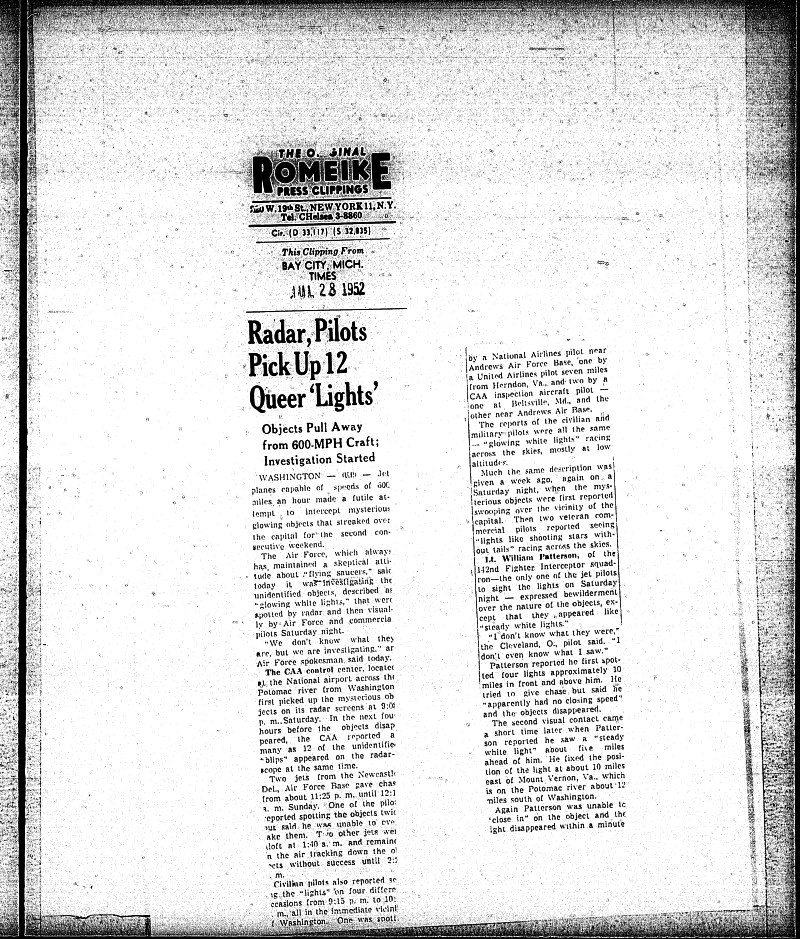 THE O SINAL
ROMEIKE
PRESS CLIPPINGS
W. 19th St., NEW YORK 11, N.Y.
Tel. CHelsea 3-8860
Cir. (D 33,117) (S 32,835)
This Clipping From
BAY CITY, MICH.
TIMES
JUL 28 1952
Radar, Pilots
Pick Up 12
Queer 'Lights'
Objects Pull Away
from 600-MPH Craft;
Investigation Started
WASHINGTON — (UP) — Jet
planes capable of speeds of 600
miles an hour made a futile at-
tempt to intercept mysterious
glowing objects that streaked over
the capital for the second con-
secutive weekend.
The Air Force, which always
has maintained a skeptical atti-
tude about "flying saucers," said
today it was investigating the
unidentified objects, described as
"glowing white lights," that were
spotted by radar and then visual-
ly by Air Force and commercia
pilots Saturday night.
"We don't know what they
are, but we are investigating," ar
Air Force spokesman said today.
The CAA control center, located
at the National airport across the
Potomac river from Washington
first picked up the mysterious ob
jects on its radar screens at 9:08
p. m. Saturday. In the next fou
hours before the objects disap
peared, the CAA reported a
many as 12 of the unidentifie
"blips" appeared on the radar-
scope at the same time.
Two jets from the Newcastle
Del., Air Force Base gave chas
from about 11:25 p. m. until 12:1
a. m. Sunday. One of the pilo
eported spotting the objects twic
ut said he was unable to eve
ake them. Two other jets wer
loft at 1:40 a. m. and remaine
n the air tracking down the o
ects without success until 2:
m.
Civilian pilots also reported se
g the "lights" on four differe
ccasions from 9:15 p. m. to 10:
m., all in the immediate vicini
f Washington. One was spott
by a National Airlines pilot near
Andrews Air Force Base, one by
a United Airlines pilot seven miles
from Herndon, Va., and two by a
CAA inspection aircraft pilot —
one at Beltsville, Md., and the
other near Andrews Air Base.
The reports of the civilian and
military pilots were all the same
— "glowing white lights" racing
across the skies, mostly at low
altitudes.
Much the same description was
given a week ago, again on a
Saturday night, when the mys-
terious objects were first reported
swooping over the vicinity of the
capital. Then two veteran com-
mercial pilots reported seeing
"lights like shooting stars with-
out tails" racing across the skies.
Lt. William Patterson, of the
142nd Fighter Interceptor squad-
ron—the only one of the jet pilots
to sight the lights on Saturday
night — expressed bewilderment
over the nature of the objects, ex-
cept that they appeared like
"steady white lights."
"I don't know what they were,"
the Cleveland, O., pilot said. "I
don't even know what I saw."
Patterson reported he first spot-
ted four lights approximately 10
miles in front and above him. He
tried to give chase but said he
"apparently had no closing speed"
and the objects disappeared.
The second visual contact came
a short time later when Patter-
son reported he saw a "steady
white light" about five miles
ahead of him. He fixed the posi-
tion of the light at about 10 miles
east of Mount Vernon, Va., which
is on the Potomac river about 12
miles south of Washington.
Again Patterson was unable to
"close in" on the object and the
ight disappeared within a minute